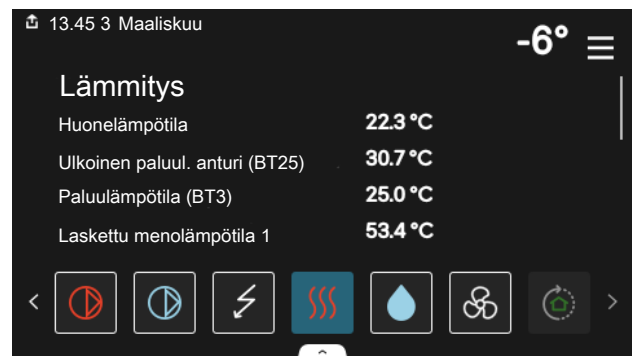 13.45 3 Maaliskuu
-6°
Lämmitys
Huonelämpötila 22.3 °C
Ulkoinen paluul. anturi (BT25) 30.7 °C
Paluulämpötila (BT3) 25.0 °C
Laskettu menolämpötila 1 53.4 °C